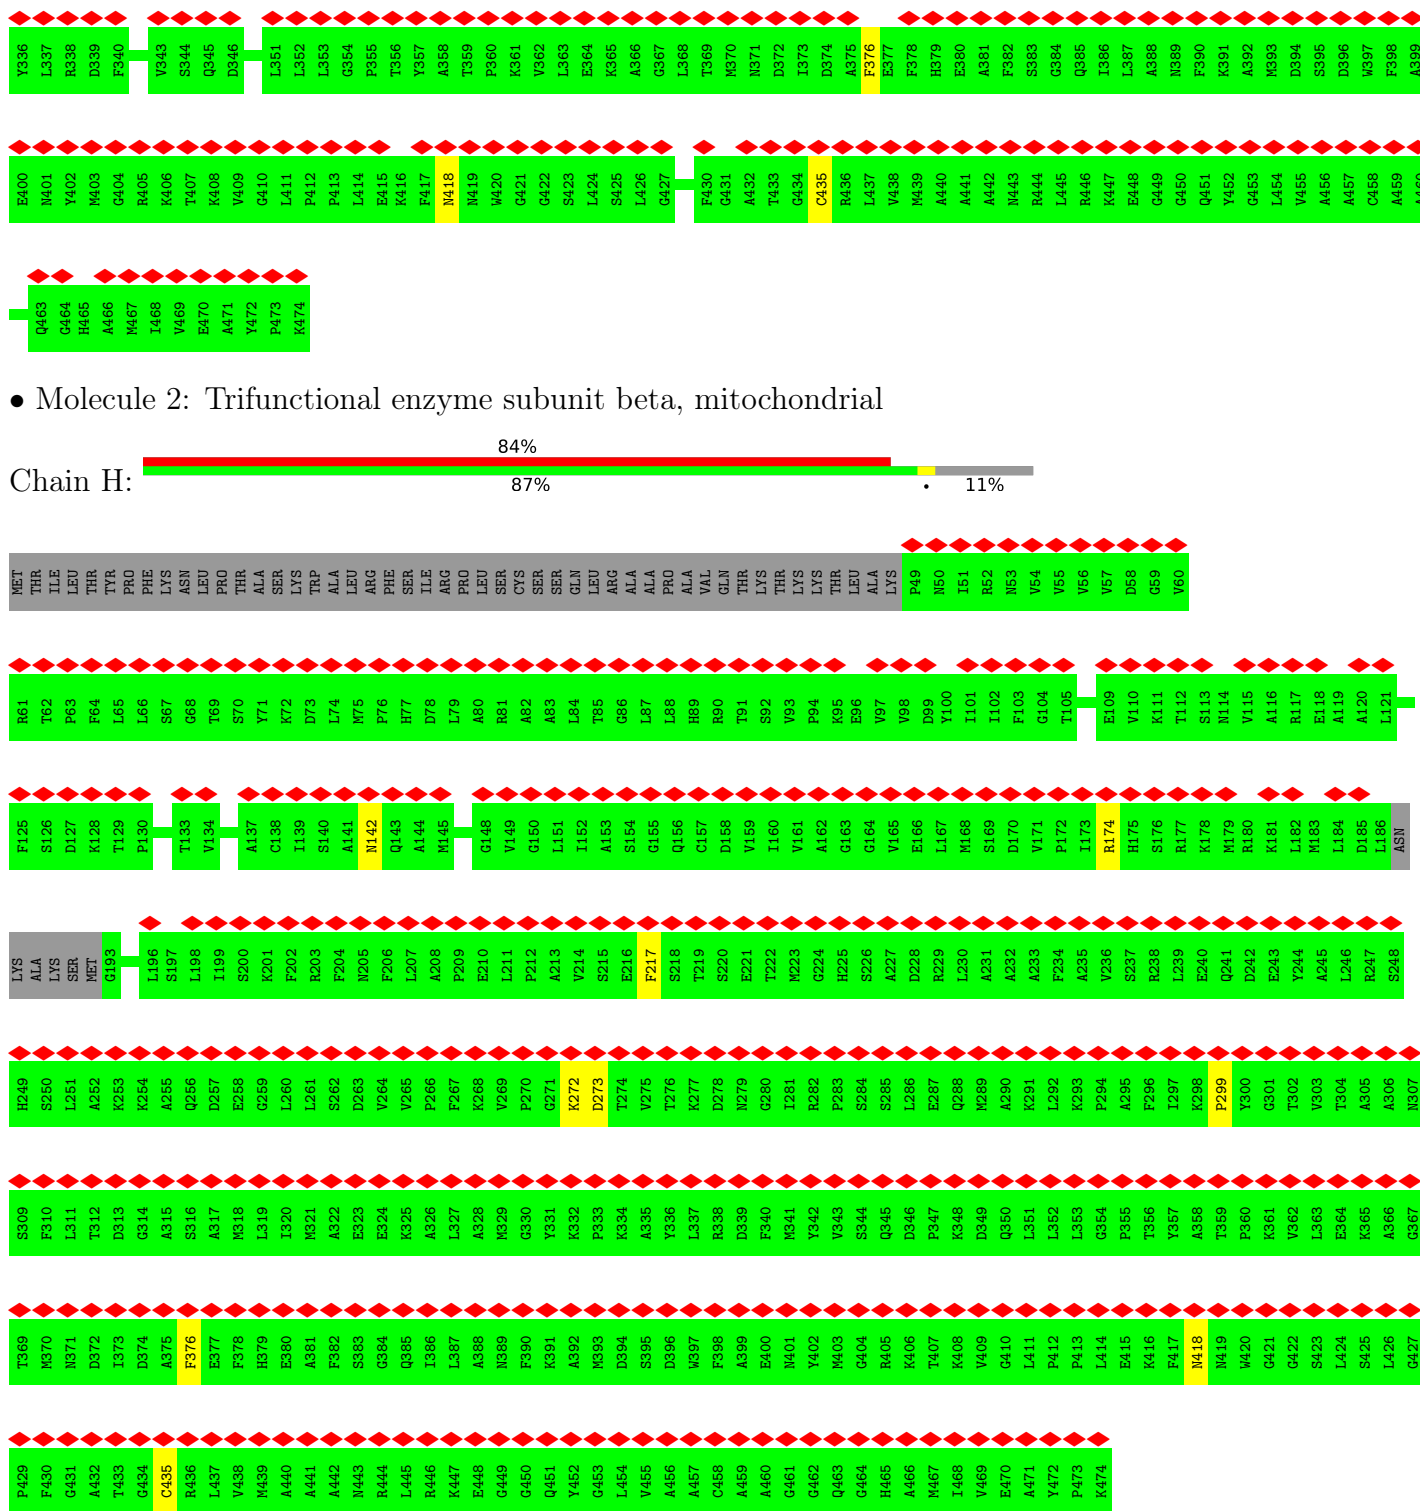 Y336 L337 R338 D339 F340 V343 S344 Q345 D346 L351 L352 L353 G354 P355 T356 Y357 A358 T359 P360 K361 V362 L363 E364 K365 A366 G367 L368 T369 M370 N371 D372 I373 D374 A375 F376 E377 F378 H379 E380 A381 F382 S383 G384 Q385 I386 L387 A388 N389 F390 K391 A392 M393 D394 S395 D396 W397 F398 A399
E400 N401 Y402 M403 G404 R405 K406 T407 K408 V409 G410 L411 P412 P413 L414 E415 K416 F417 N418 N419 W420 G421 G422 S423 L424 S425 L426 G427 F430 G431 A432 T433 G434 C435 R436 L437 V438 M439 A440 A441 A442 N443 R444 L445 R446 K447 E448 G449 G450 Q451 Y452 G453 L454 V455 A456 A457 C458 A459 A460
Q463 G464 H465 A466 M467 I468 V469 E470 A471 Y472 P473 K474
• Molecule 2: Trifunctional enzyme subunit beta, mitochondrial
84%
Chain H:
87% • 11%
MET THR ILE LEU THR TYR PRO PHE LYS ASN LEU PRO THR ALA SER LYS TRP ALA LEU ARG PHE SER ILE ARG PRO LEU SER CYS SER SER GLN LEU ARG ALA ALA PRO ALA VAL GLN THR LYS THR LYS LYS THR LEU ALA LYS P49 N50 I51 R52 N53 V54 V55 V56 V57 D58 G59 V60
R61 T62 P63 F64 L65 L66 S67 G68 T69 S70 Y71 K72 D73 L74 M75 P76 H77 D78 L79 A80 R81 A82 A83 L84 T85 G86 L87 L88 H89 R90 T91 S92 V93 P94 K95 E96 V97 V98 D99 Y100 I101 I102 F103 G104 T105 E109 V110 K111 T112 S113 N114 V115 A116 R117 E118 A119 A120 L121
F125 S126 D127 K128 T129 P130 T133 V134 A137 C138 I139 S140 A141 N142 Q143 A144 M145 G148 V149 G150 L151 I152 A153 S154 G155 Q156 C157 D158 V159 I160 V161 A162 G163 G164 V165 E166 L167 M168 S169 D170 V171 P172 I173 R174 H175 S176 R177 K178 M179 R180 K181 L182 M183 L184 D185 L186 ASN
LYS ALA LYS SER MET G193 L196 S197 L198 I199 S200 K201 F202 R203 F204 N205 F206 L207 A208 P209 E210 L211 P212 A213 V214 S215 E216 F217 S218 T219 S220 E221 T222 M223 G224 H225 S226 A227 D228 R229 L230 A231 A232 A233 F234 A235 V236 S237 R238 L239 E240 Q241 D242 E243 Y244 A245 L246 R247 S248
H249 S250 L251 A252 K253 K254 A255 Q256 D257 E258 G259 L260 L261 S262 D263 V264 V265 P266 F267 K268 V269 P270 G271 K272 D273 T274 V275 T276 K277 D278 N279 G280 I281 R282 P283 S284 S285 L286 E287 Q288 M289 A290 K291 L292 K293 P294 A295 F296 I297 K298 P299 Y300 G301 T302 V303 T304 A305 A306 N307
S309 F310 L311 T312 D313 G314 A315 S316 A317 M318 L319 I320 M321 A322 E323 E324 K325 A326 L327 A328 M329 G330 Y331 K332 P333 K334 A335 Y336 L337 R338 D339 F340 M341 Y342 V343 S344 Q345 D346 P347 K348 D349 Q350 L351 L352 L353 G354 P355 T356 Y357 A358 T359 P360 K361 V362 L363 E364 K365 A366 G367
T369 M370 N371 D372 I373 D374 A375 F376 E377 F378 H379 E380 A381 F382 S383 G384 Q385 I386 L387 A388 N389 F390 K391 A392 M393 D394 S395 D396 W397 F398 A399 E400 N401 Y402 M403 G404 R405 K406 T407 K408 V409 G410 L411 P412 P413 L414 E415 K416 F417 N418 N419 W420 G421 G422 S423 L424 S425 L426 G427
P429 F430 G431 A432 T433 G434 C435 R436 L437 V438 M439 A440 A441 A442 N443 R444 L445 R446 K447 E448 G449 G450 Q451 Y452 G453 L454 V455 A456 A457 C458 A459 A460 G461 G462 Q463 G464 H465 A466 M467 I468 V469 E470 A471 Y472 P473 K474